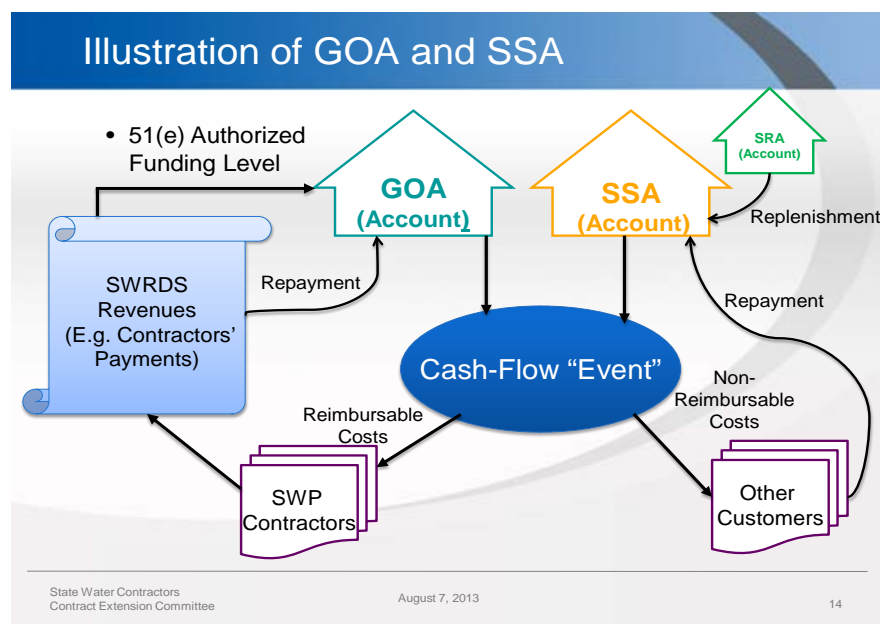 Illustration of GOA and SSA
• 51(e) Authorized
Funding Level
GOA
(Account)
SSA
(Account)
SRA
(Account)
Replenishment
SWRDS
Revenues
(E.g. Contractors’
Payments)
Repayment
Repayment
Cash-Flow “Event”
Reimbursable
Costs
Non-
Reimbursable
Costs
SWP
Contractors
Other
Customers
State Water Contractors
Contract Extension Committee
August 7, 2013
14